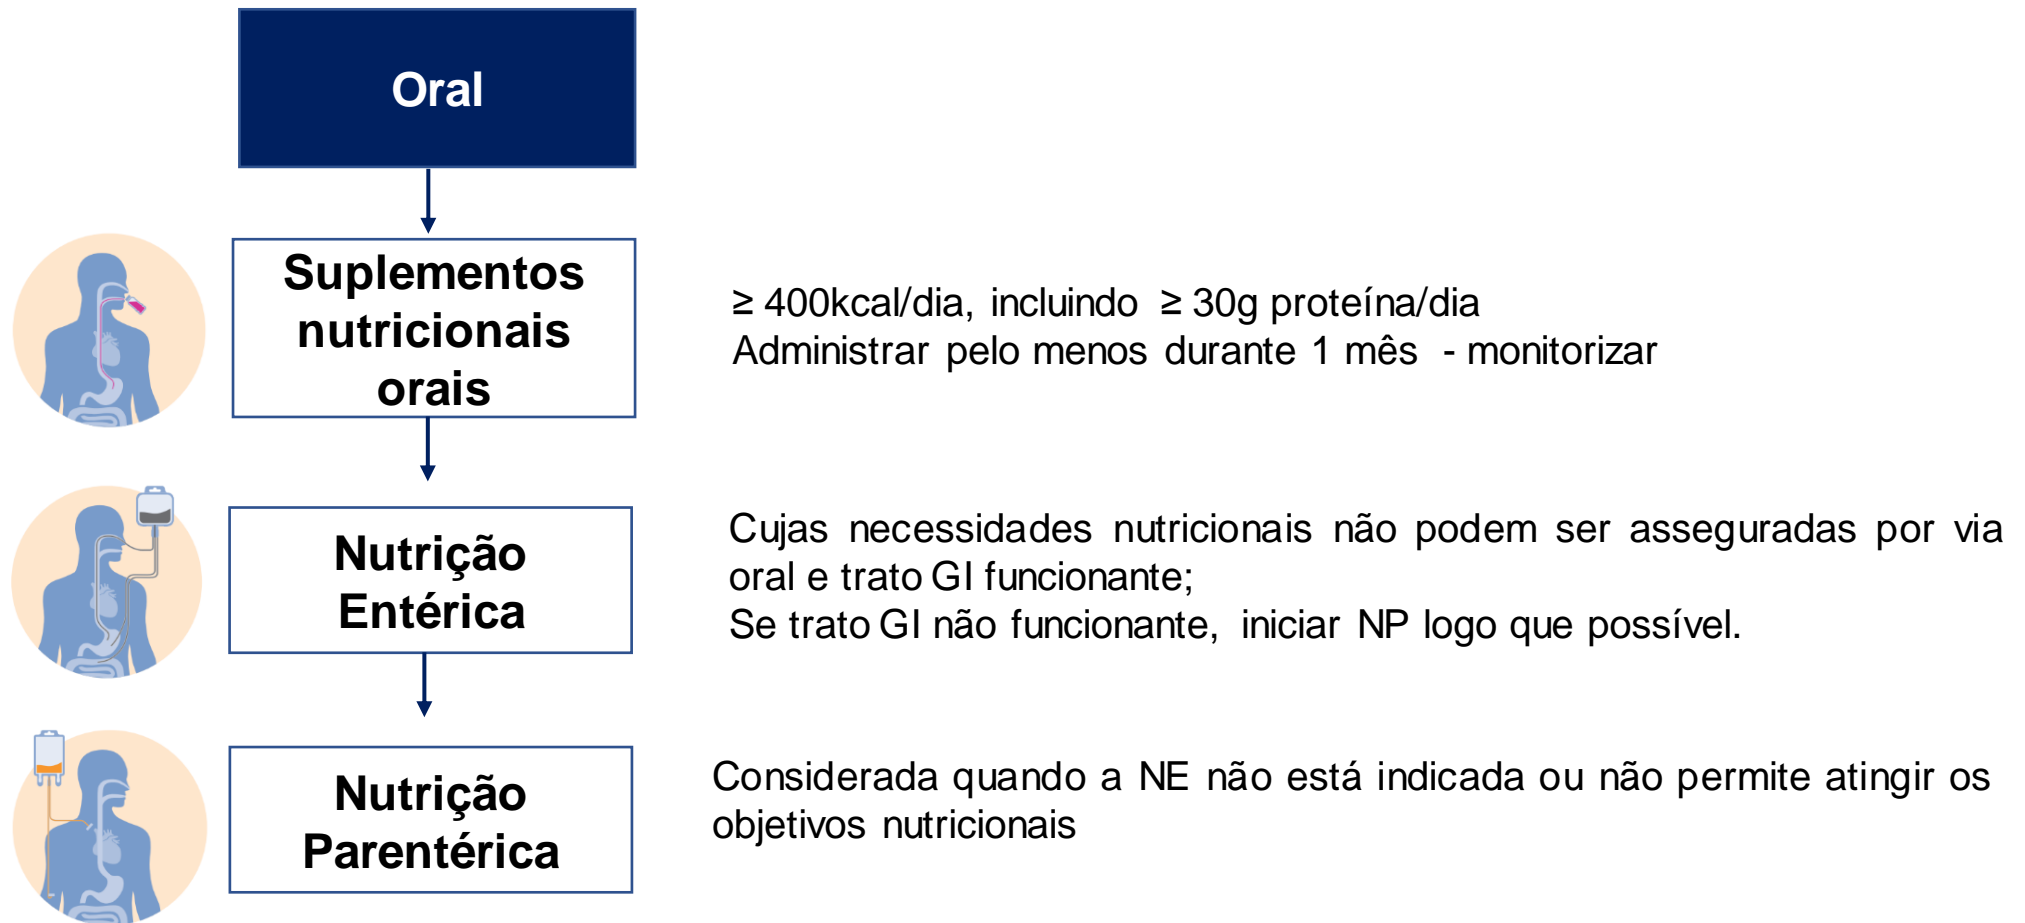 Oral
Suplementos
nutricionais
orais
≥ 400kcal/dia, incluindo ≥ 30g proteína/dia
Administrar pelo menos durante 1 mês - monitorizar
Nutrição
Entérica
Cujas necessidades nutricionais não podem ser asseguradas por via
oral e trato GI funcionante;
Se trato GI não funcionante, iniciar NP logo que possível.
Nutrição
Parentérica
Considerada quando a NE não está indicada ou não permite atingir os
objetivos nutricionais